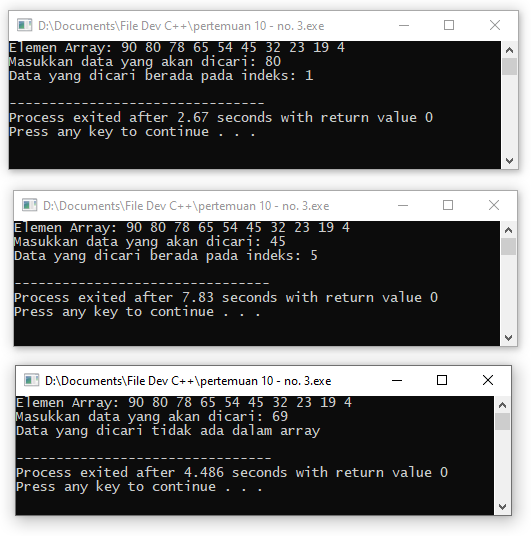 D:\Documents\File Dev C++\pertemuan 10 - no. 3.exe
Elemen Array: 90 80 78 65 54 45 32 23 19 4
Masukkan data yang akan dicari: 80
Data yang dicari berada pada indeks: 1
--------------------------------
Process exited after 2.67 seconds with return value 0
Press any key to continue . . .
D:\Documents\File Dev C++\pertemuan 10 - no. 3.exe
Elemen Array: 90 80 78 65 54 45 32 23 19 4
Masukkan data yang akan dicari: 45
Data yang dicari berada pada indeks: 5
--------------------------------
Process exited after 7.83 seconds with return value 0
Press any key to continue . . .
D:\Documents\File Dev C++\pertemuan 10 - no. 3.exe
Elemen Array: 90 80 78 65 54 45 32 23 19 4
Masukkan data yang akan dicari: 69
Data yang dicari tidak ada dalam array
--------------------------------
Process exited after 4.486 seconds with return value 0
Press any key to continue . . .